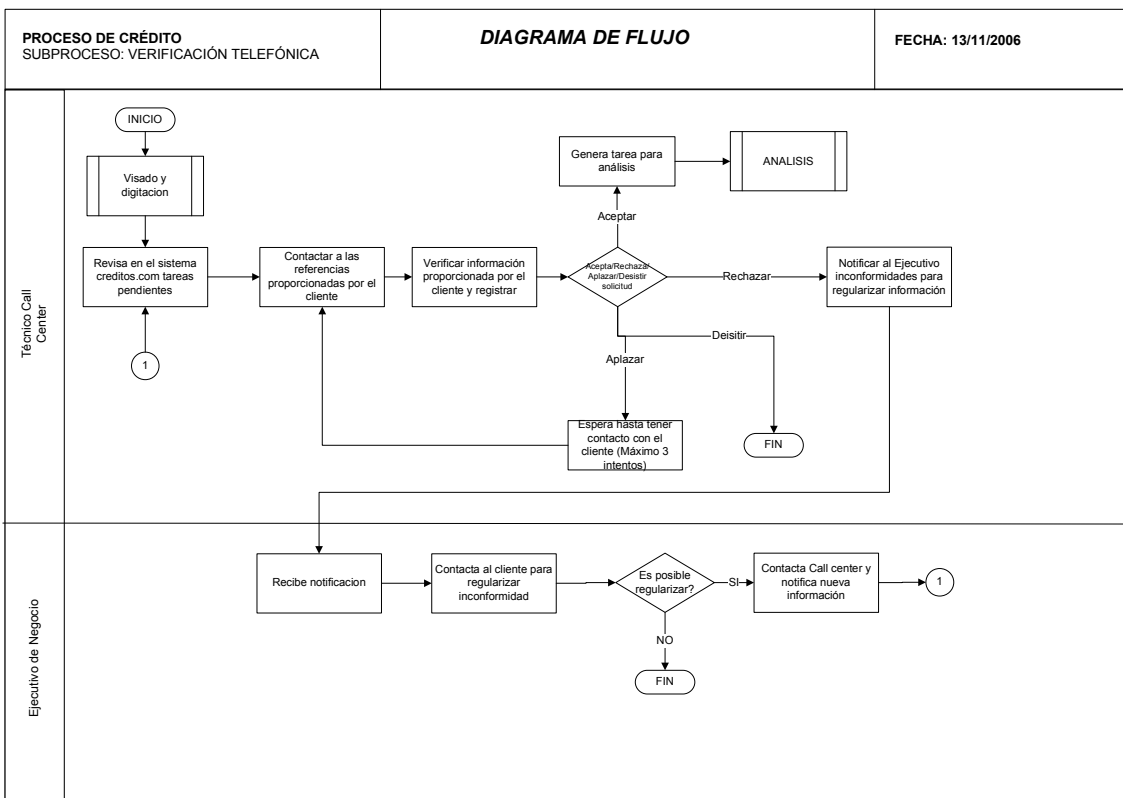 PROCESO DE CRÉDITO
SUBPROCESO: VERIFICACIÓN TELEFÓNICA
DIAGRAMA DE FLUJO
FECHA: 13/11/2006
Técnico Call
Center
INICIO
Visado y
digitacion
Revisa en el sistema
creditos.com tareas
pendientes
1
Contactar a las
referencias
proporcionadas por el
cliente
Verificar información
proporcionada por el
cliente y registrar
Acepta/Rechaza/
Aplazar/Desistir
solicitud
Aceptar
Genera tarea para
análisis
ANALISIS
Rechazar
Notificar al Ejecutivo
inconformidades para
regularizar información
Deisitir
FIN
Aplazar
Espera hasta tener
contacto con el
cliente (Máximo 3
intentos)
Ejecutivo de Negocio
Recibe notificacion
Contacta al cliente para
regularizar
inconformidad
Es posible
regularizar?
SI
Contacta Call center y
notifica nueva
información
1
NO
FIN